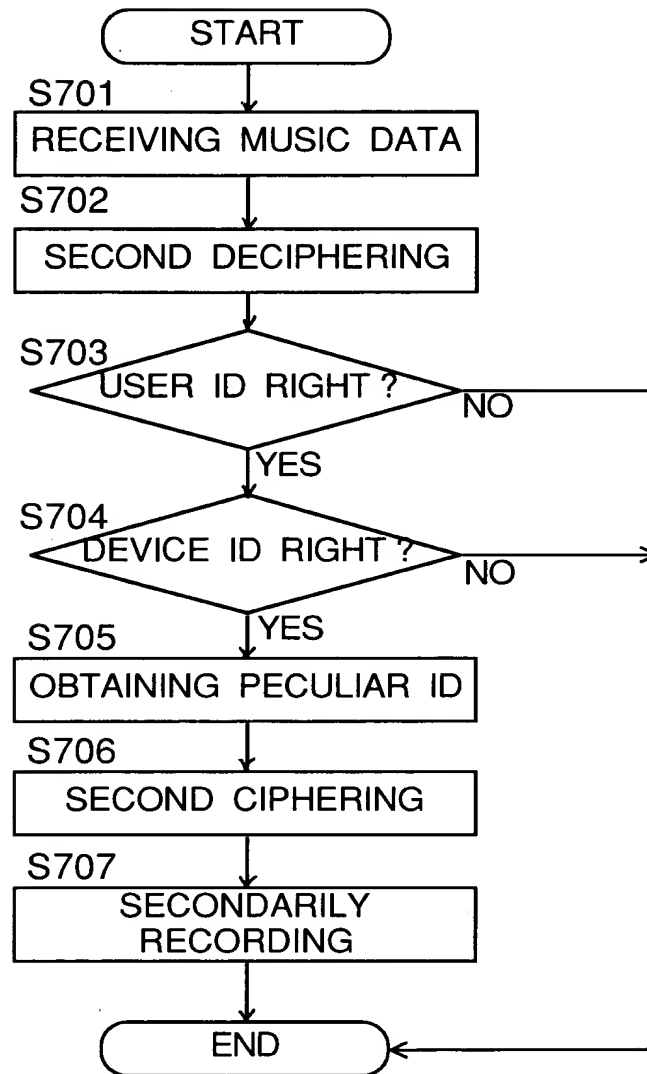 START
S701
RECEIVING MUSIC DATA
S702
SECOND DECIPHERING
S703
USER ID RIGHT ?
NO
YES
S704
DEVICE ID RIGHT ?
NO
YES
S705
OBTAINING PECULIAR ID
S706
SECOND CIPHERING
S707
SECONDARILY
RECORDING
END